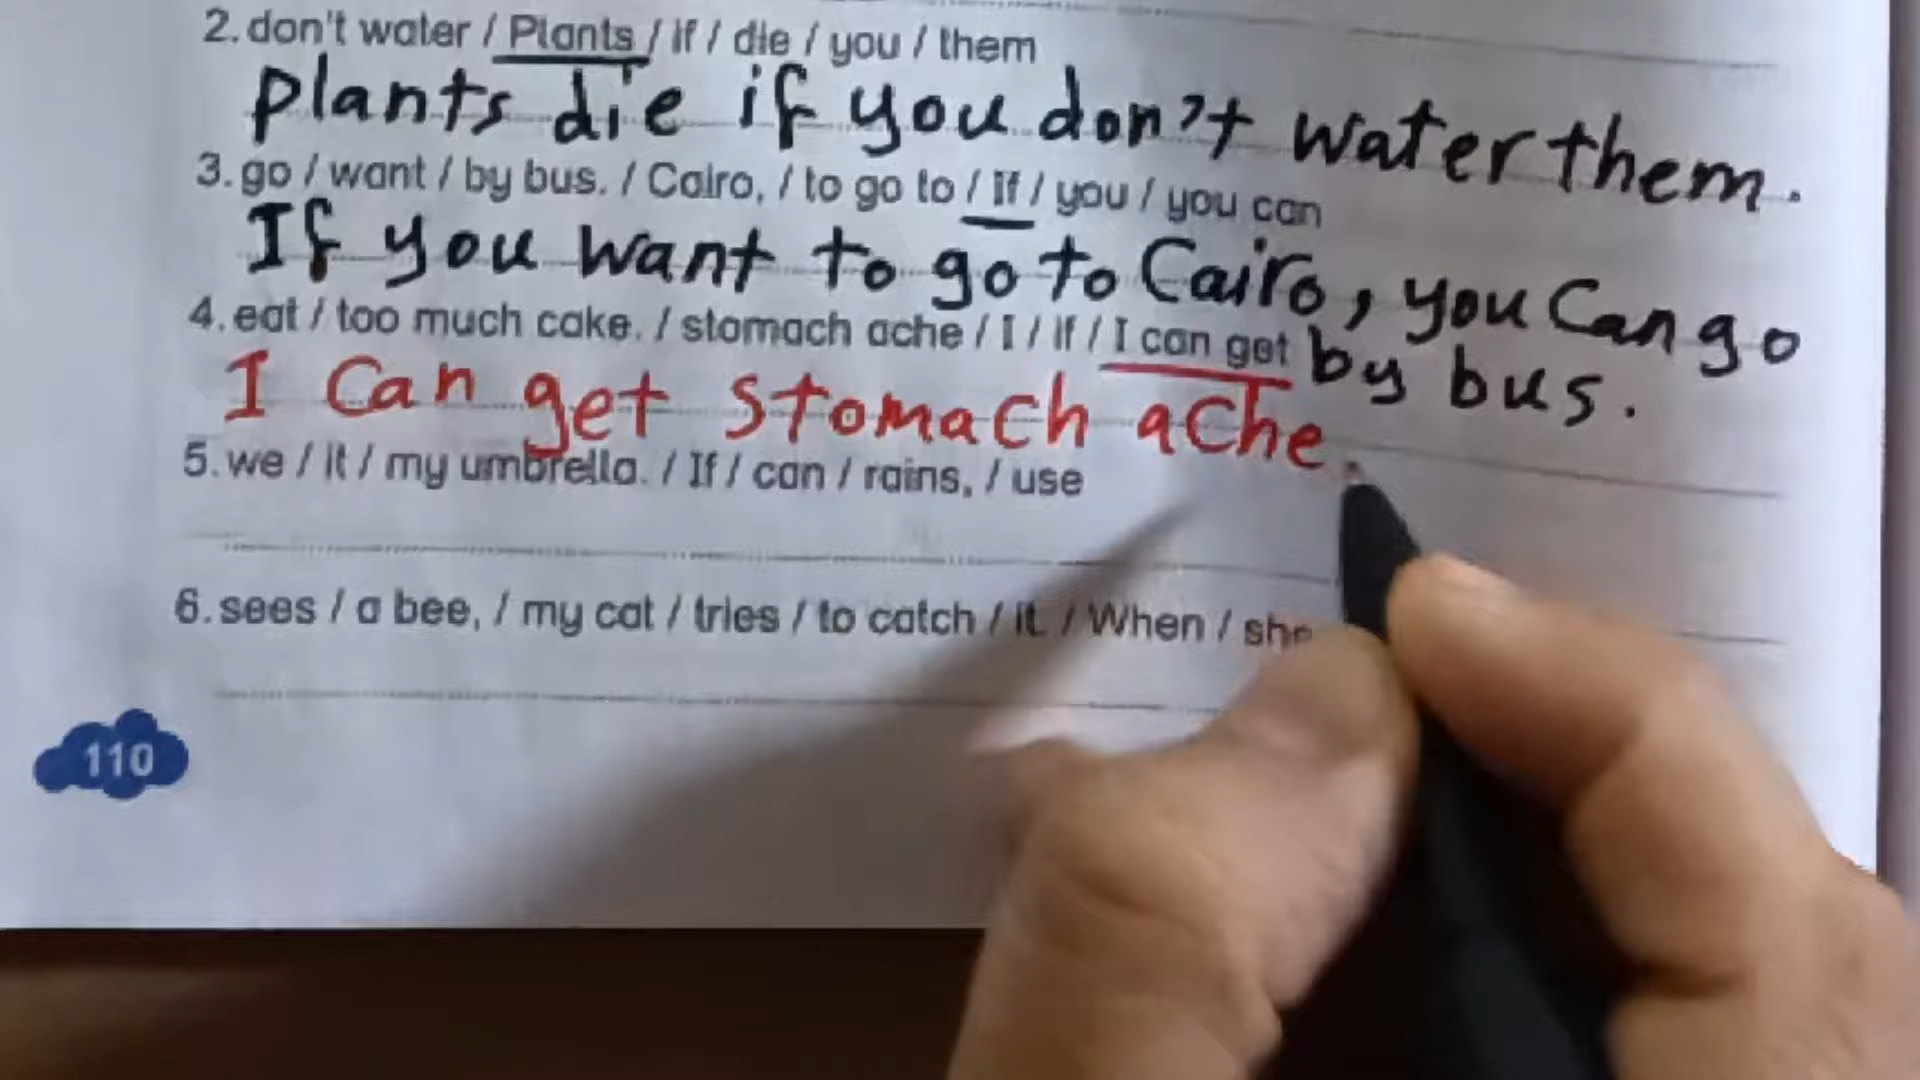 2. don't water / Plants / if / die / you / them
plants die if you don't water them.
3. go / want / by bus. / Cairo, / to go to / If / you / you can
If you want to go to Cairo, you Can go
by bus.
4. eat / too much cake. / stomach ache / I / if / I can get
I Can get stomach ache
5. we / it / my umbrella. / If / can / rains, / use
6. sees / a bee, / my cat / tries / to catch / it. / When / she
110